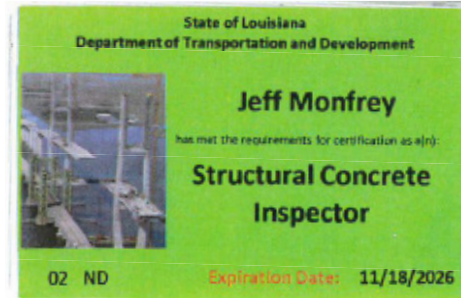 State of Louisiana
Department of Transportation and Development
Jeff Monfrey
has met the requirements for certification as a(n):
Structural Concrete
Inspector
02 ND
Expiration Date: 11/18/2026